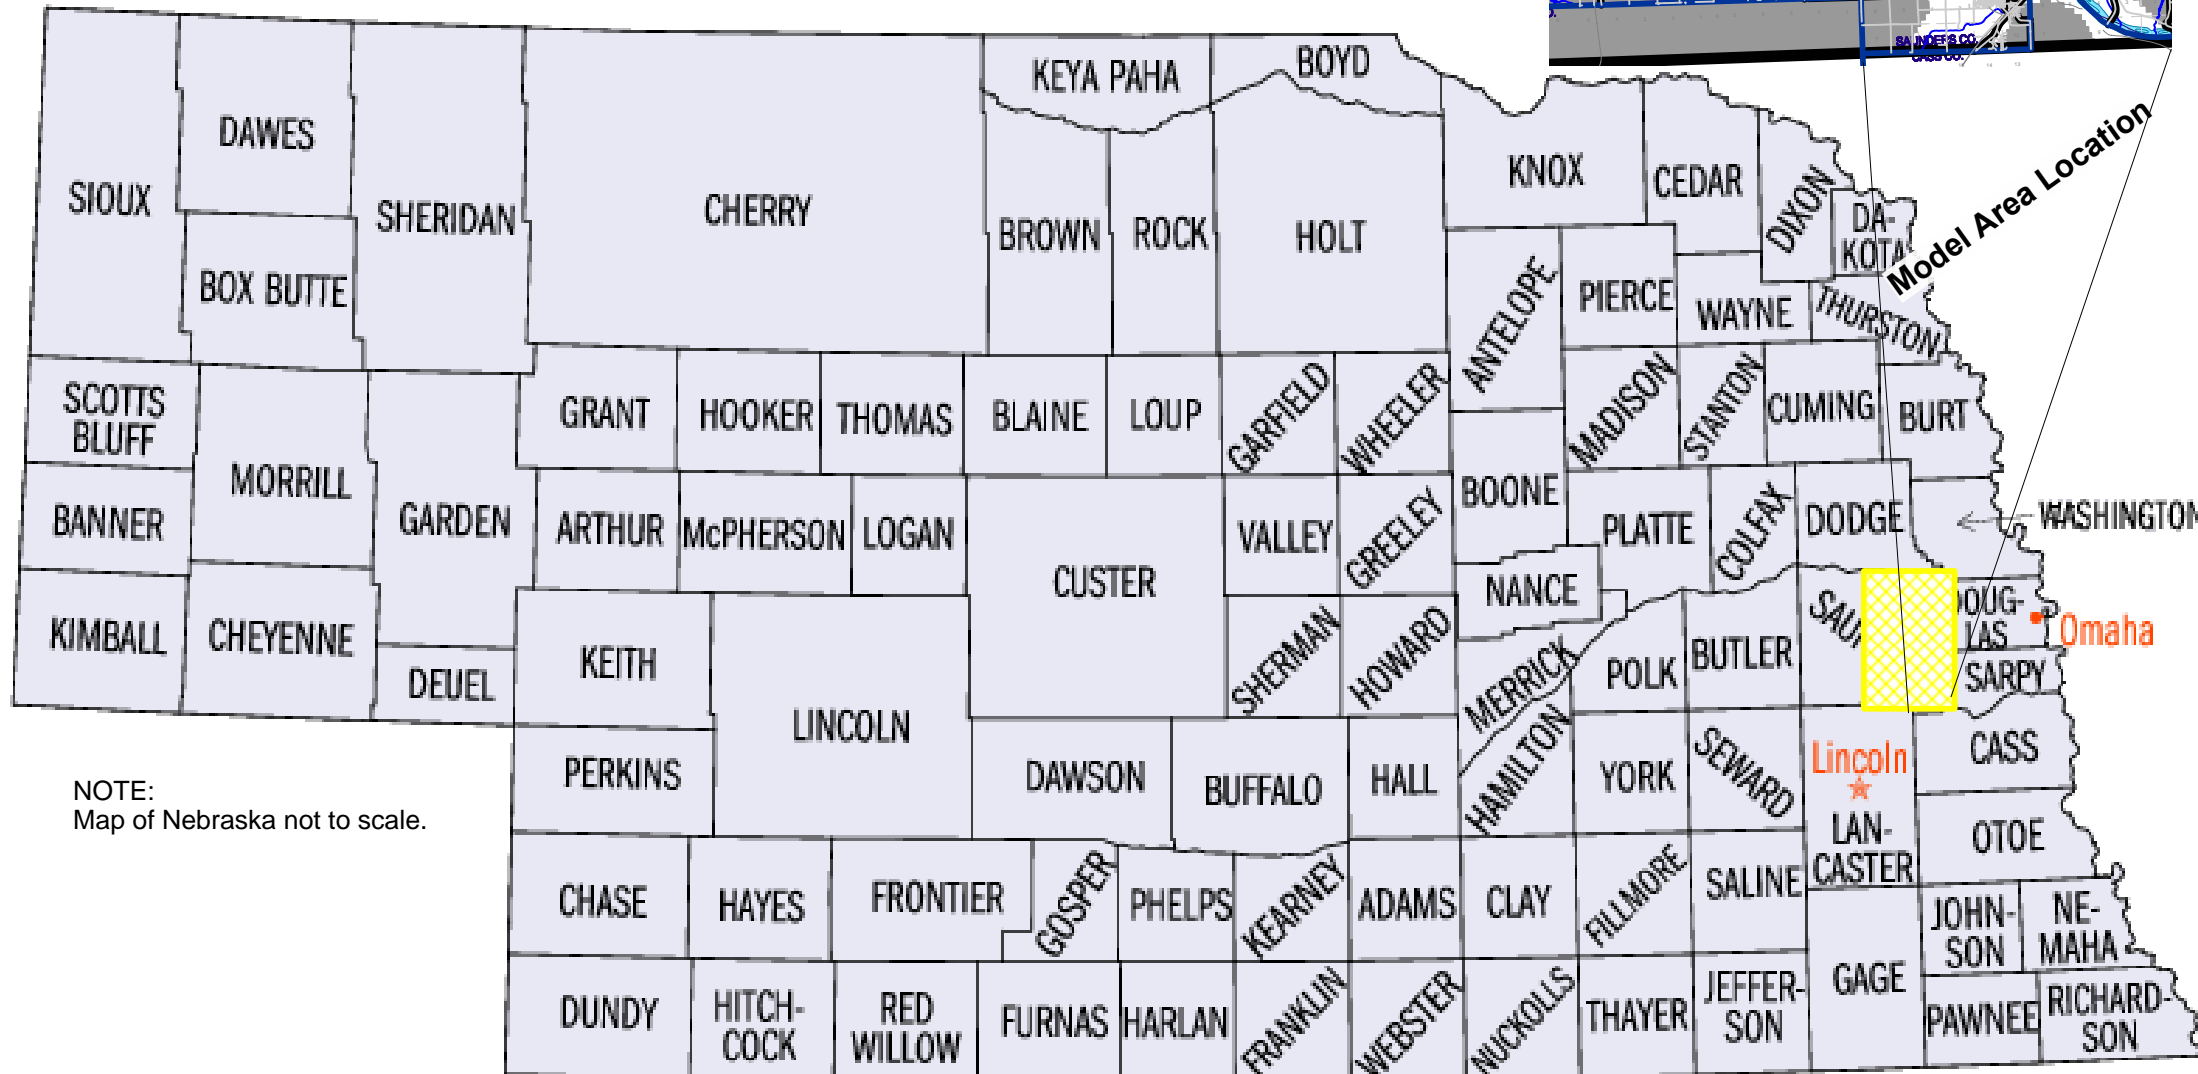 SAUNDERS CO.
CASS CO.
KEYA PAHA
BOYD
DAWES
SIOUX
SHERIDAN
CHERRY
BROWN
ROCK
HOLT
KNOX
CEDAR
DIXON
DA-
KOTA
Model Area Location
BOX BUTTE
ANTELOPE
PIERCE
WAYNE
THURSTON
SCOTTS
BLUFF
MORRILL
GRANT
HOOKER
THOMAS
BLAINE
LOUP
GARFIELD
WHEELER
MADISON
STANTON
CUMING
BURT
BANNER
GARDEN
ARTHUR
McPHERSON
LOGAN
CUSTER
VALLEY
GREELEY
BOONE
PLATTE
COLFAX
DODGE
WASHINGTON
KIMBALL
CHEYENNE
DEUEL
KEITH
LINCOLN
SHERMAN
HOWARD
NANCE
MERRICK
POLK
BUTLER
SAU
DOUG-
LAS
Omaha
SARPY
NOTE:
Map of Nebraska not to scale.
PERKINS
DAWSON
BUFFALO
HALL
HAMILTON
YORK
SEWARD
Lincoln
LAN-
CASTER
CASS
OTOE
CHASE
HAYES
FRONTIER
GOSPER
PHELPS
KEARNEY
ADAMS
CLAY
FILLMORE
SALINE
JOHN-
SON
NE-
MAHA
DUNDY
HITCH-
COCK
RED
WILLOW
FURNAS
HARLAN
FRANKLIN
WEBSTER
NUCKOLLS
THAYER
JEFFER-
SON
GAGE
PAWNEE
RICHARD-
SON